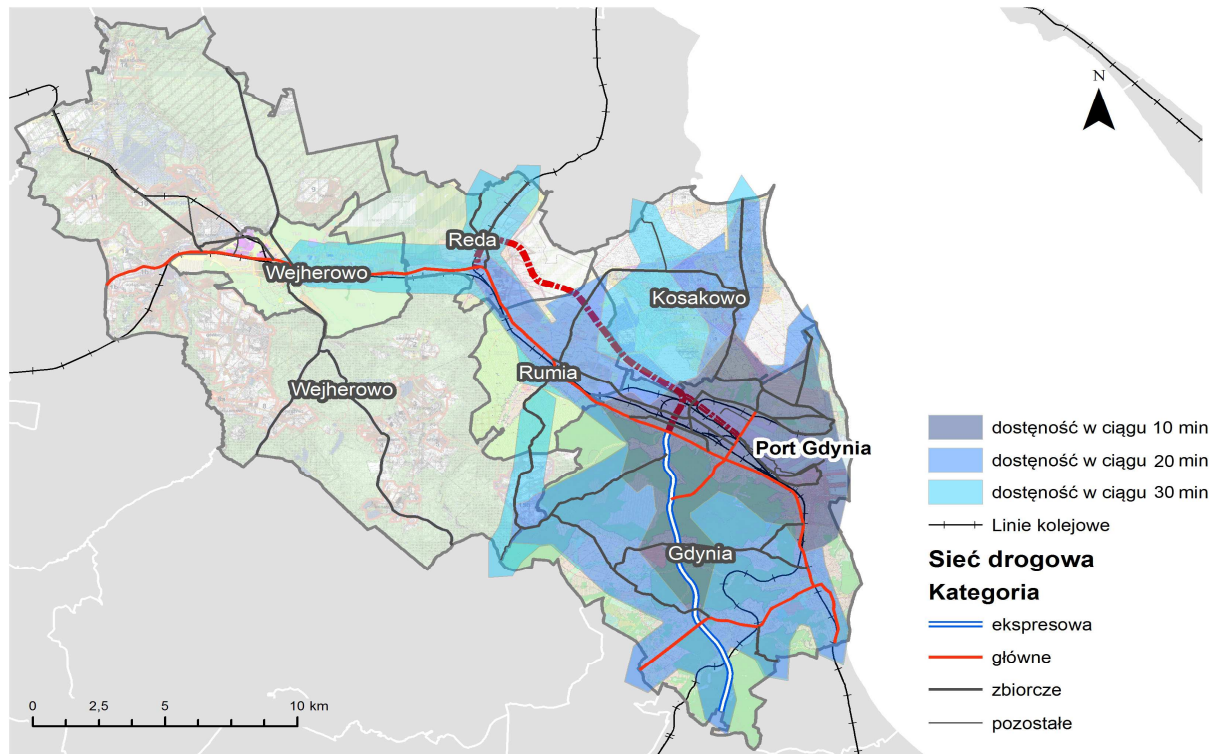 N
Reda
Wejherowo
Kosakowo
Rumia
Wejherowo
Port Gdynia
Gdynia
dostęność w ciągu 10 min
dostęność w ciągu 20 min
dostęność w ciągu 30 min
Linie kolejowe
Sieć drogowa
Kategoria
ekspresowa
główne
zbiorcze
pozostałe
0 2,5 5 10 km